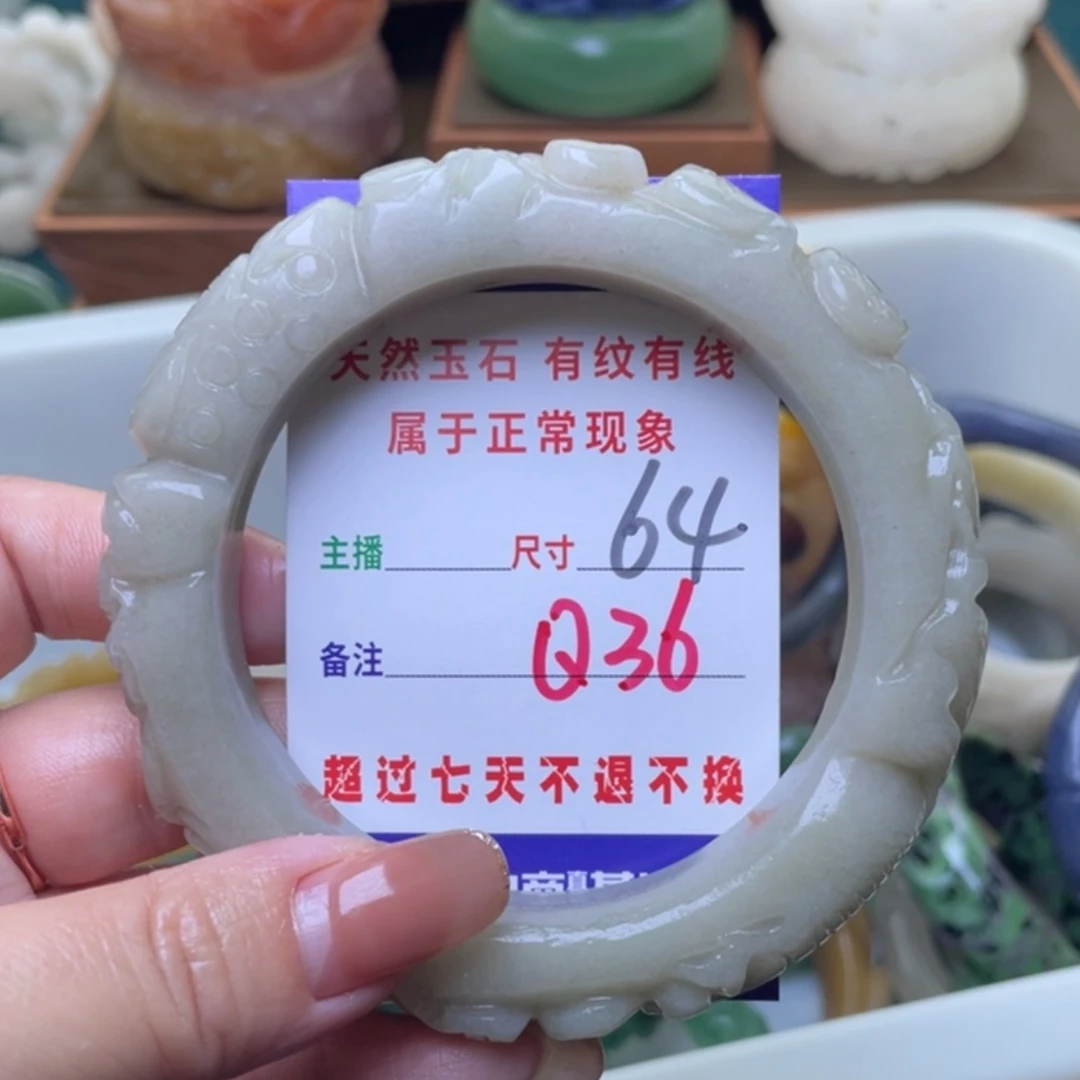 天然玉石 有纹有线
属于正常现象
主播 尺寸 64
备注 Q36
超过七天不退不换